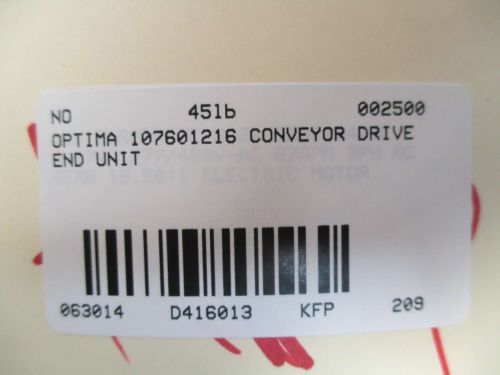 NO 451b 002500
OPTIMA 107601216 CONVEYOR DRIVE
END UNIT
063014 D416013 KFP 209